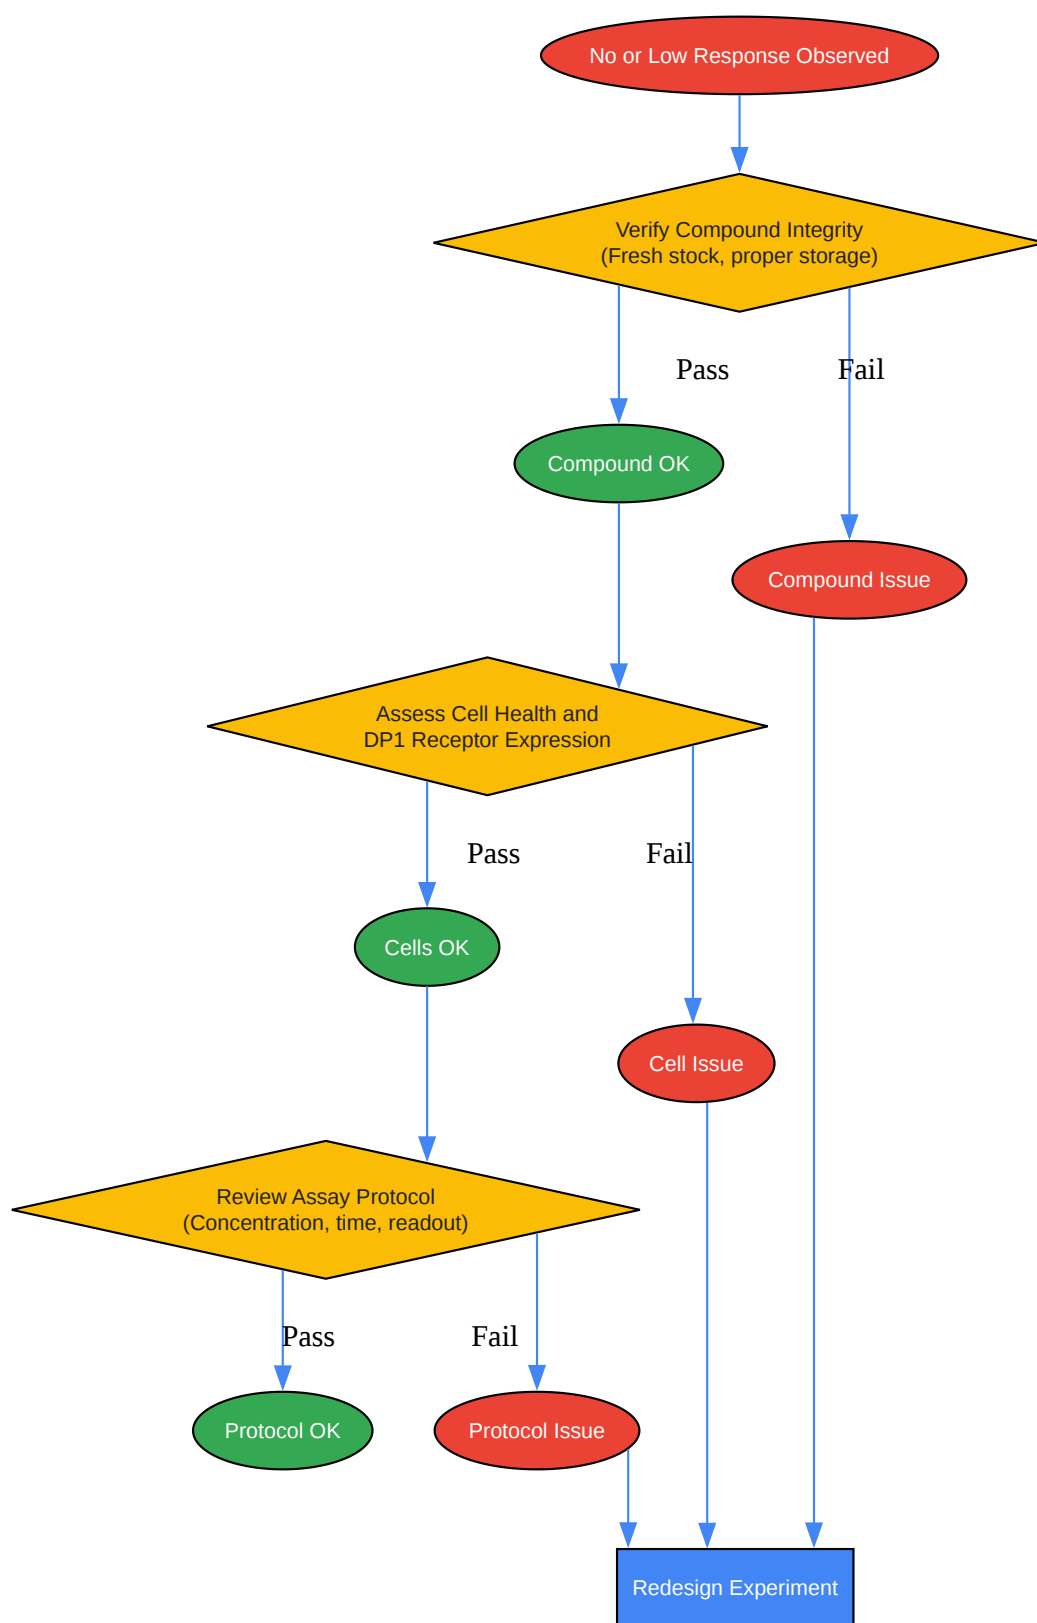 No or Low Response Observed
Verify Compound Integrity
(Fresh stock, proper storage)
Pass
Fail
Compound OK
Compound Issue
Assess Cell Health and
DP1 Receptor Expression
Pass
Fail
Cells OK
Cell Issue
Review Assay Protocol
(Concentration, time, readout)
Pass
Fail
Protocol OK
Protocol Issue
Redesign Experiment